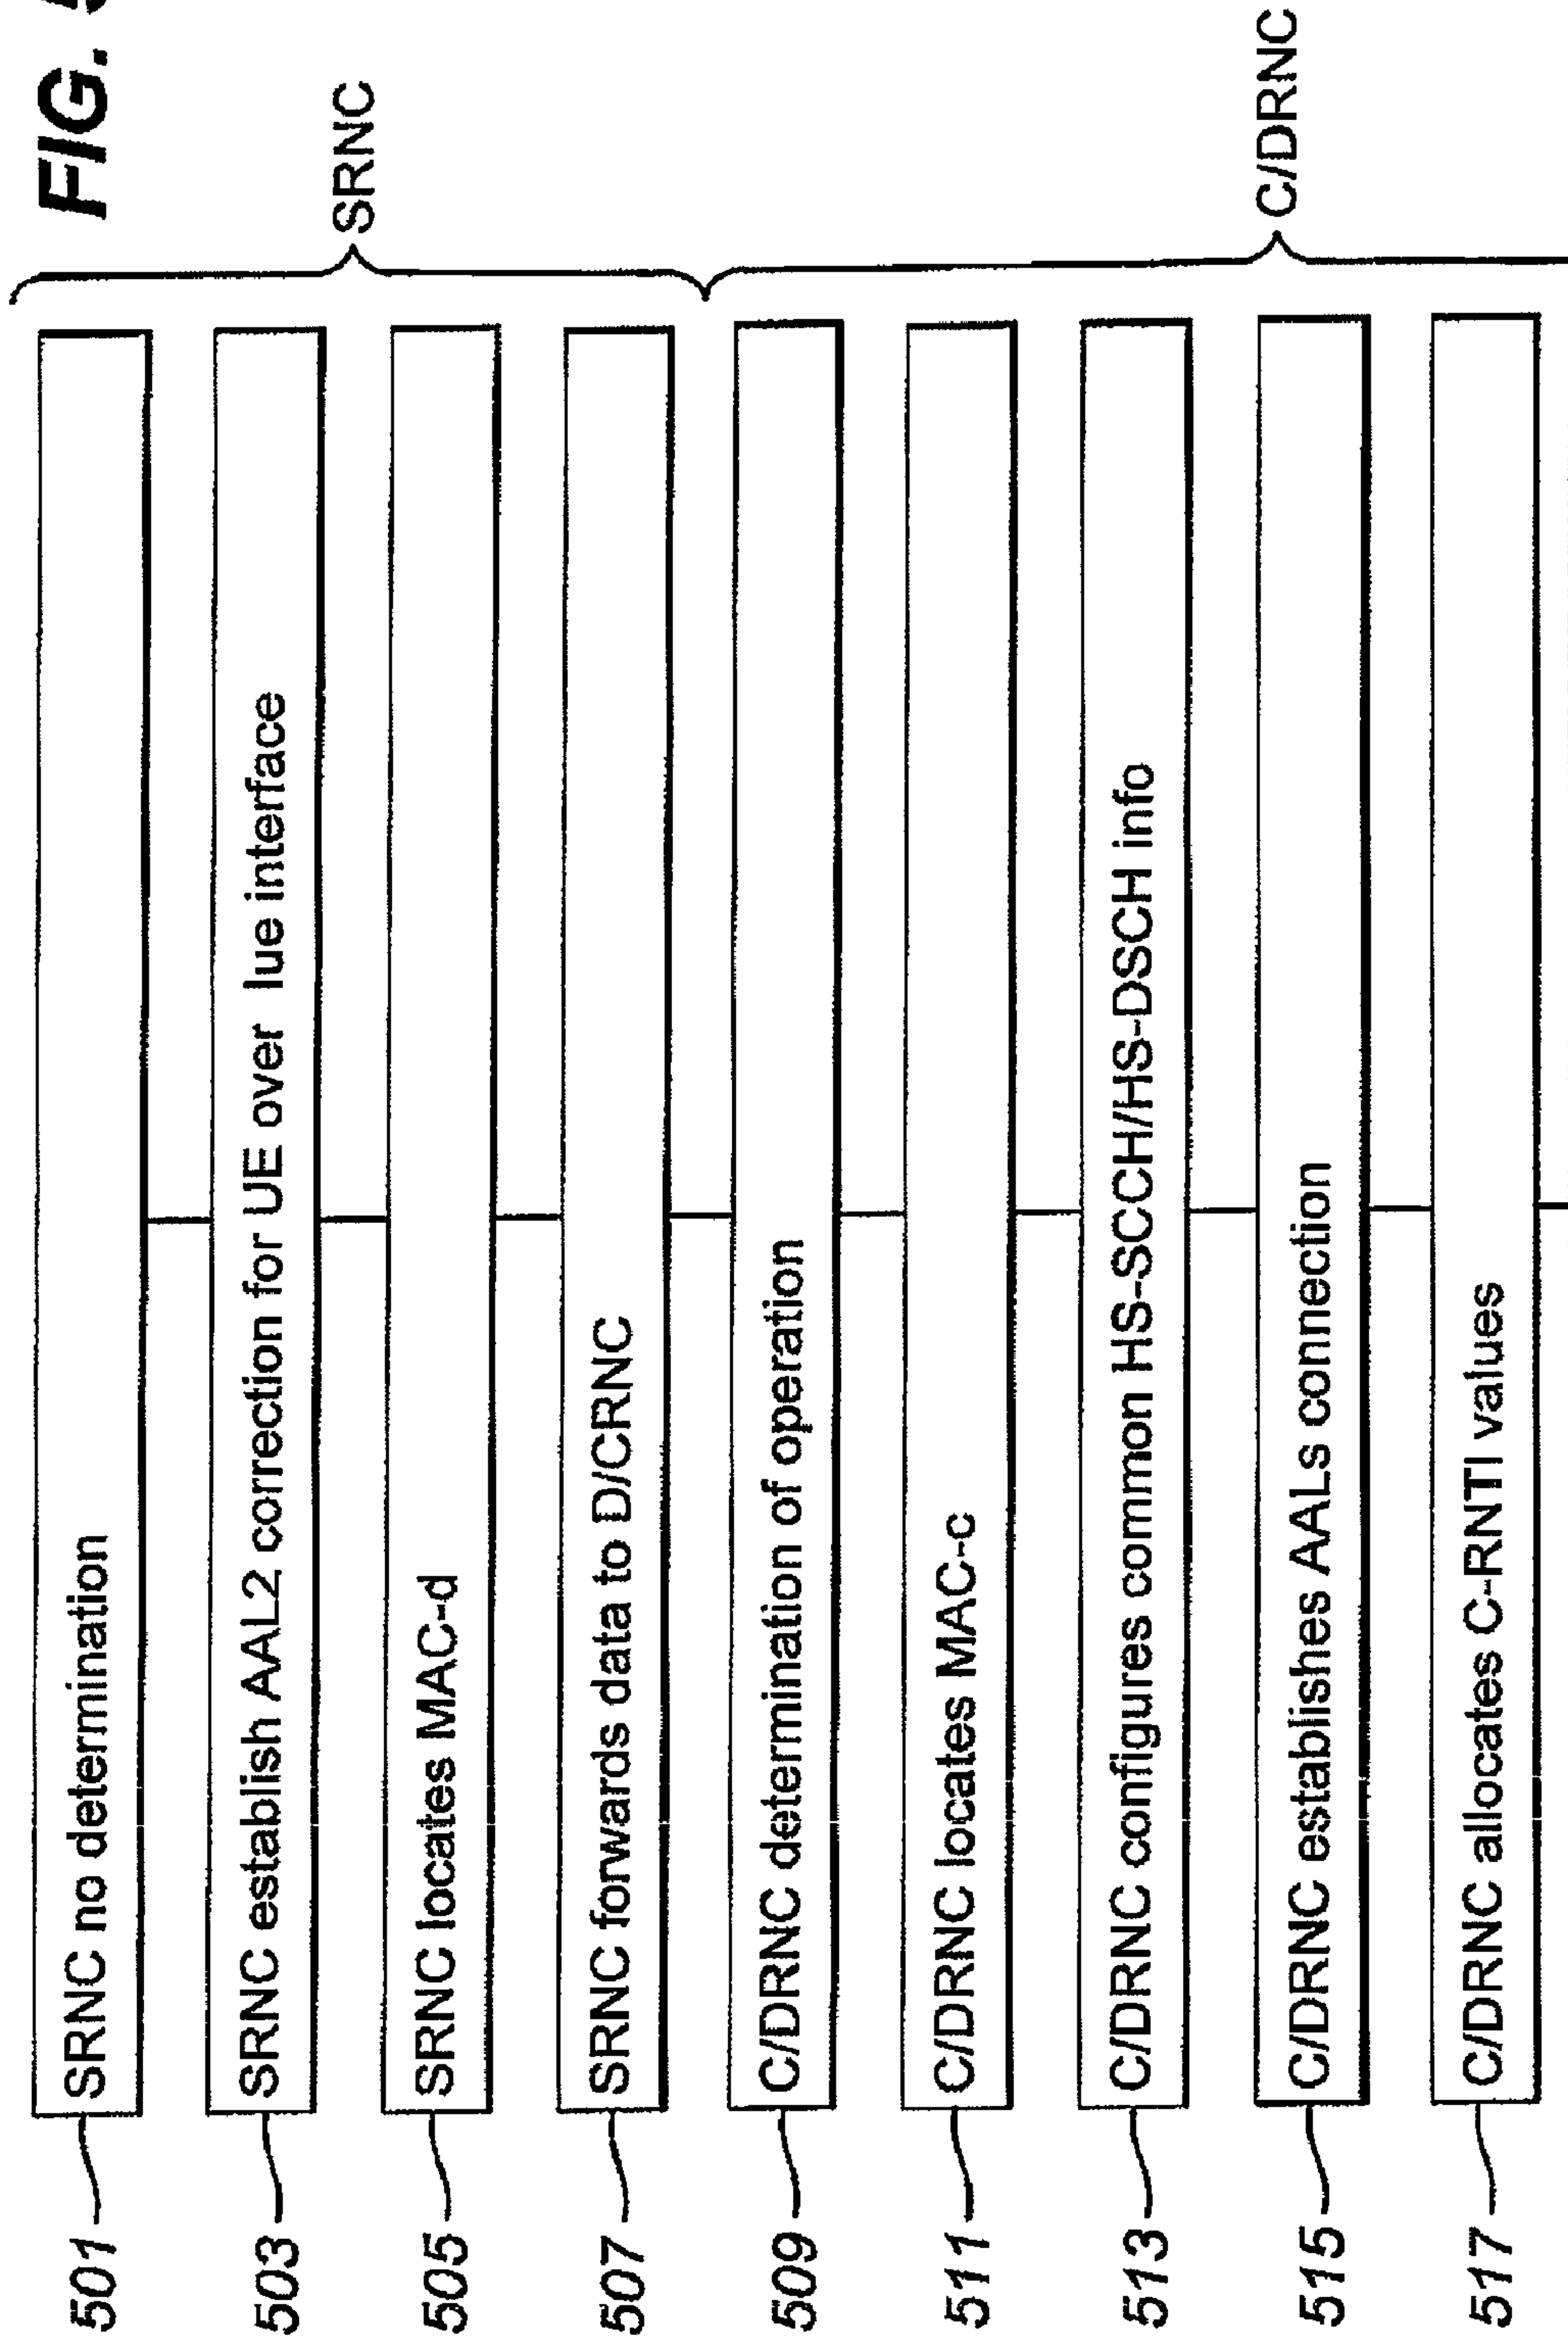 FIG. 5
501 SRNC no determination
503 SRNC establish AAL2 correction for UE over Iue interface
505 SRNC locates MAC-d
507 SRNC forwards data to D/CRNC
SRNC
509 C/DRNC determination of operation
511 C/DRNC locates MAC-c
513 C/DRNC configures common HS-SCCH/HS-DSCH info
515 C/DRNC establishes AALs connection
517 C/DRNC allocates C-RNTI values
C/DRNC